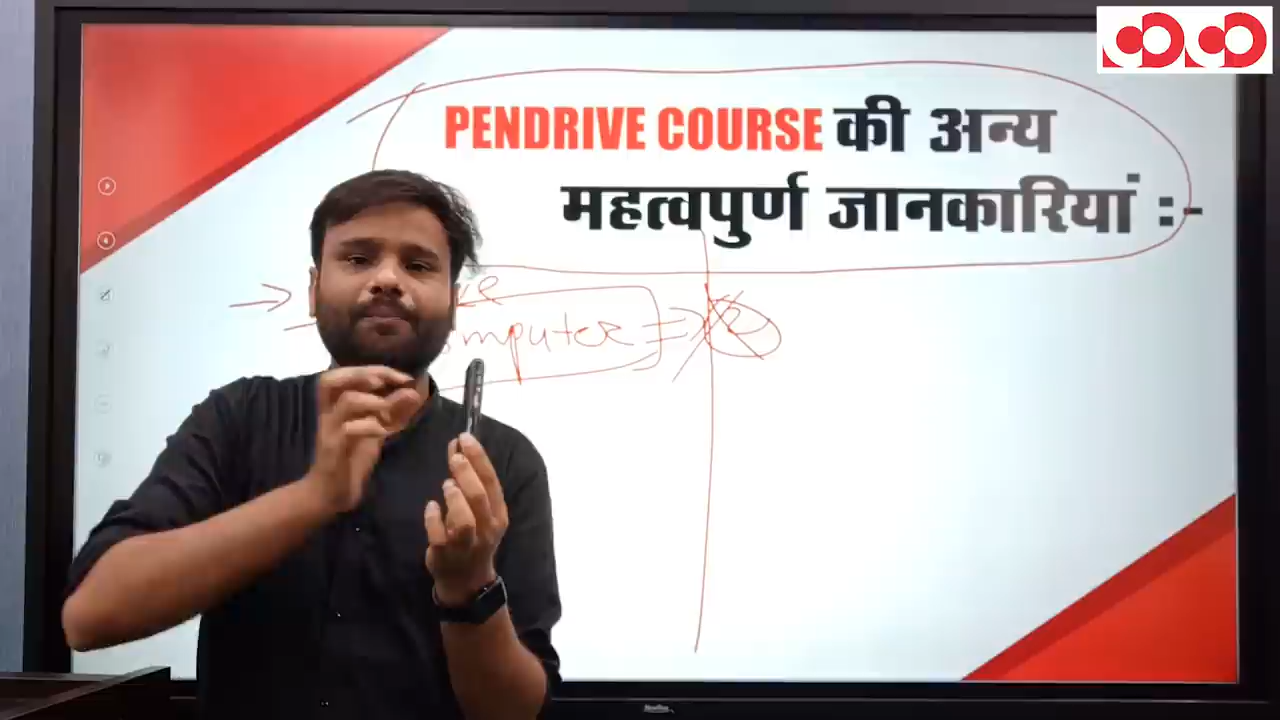 PENDRIVE COURSE की अन्य
महत्वपुर्ण जानकारियां :-